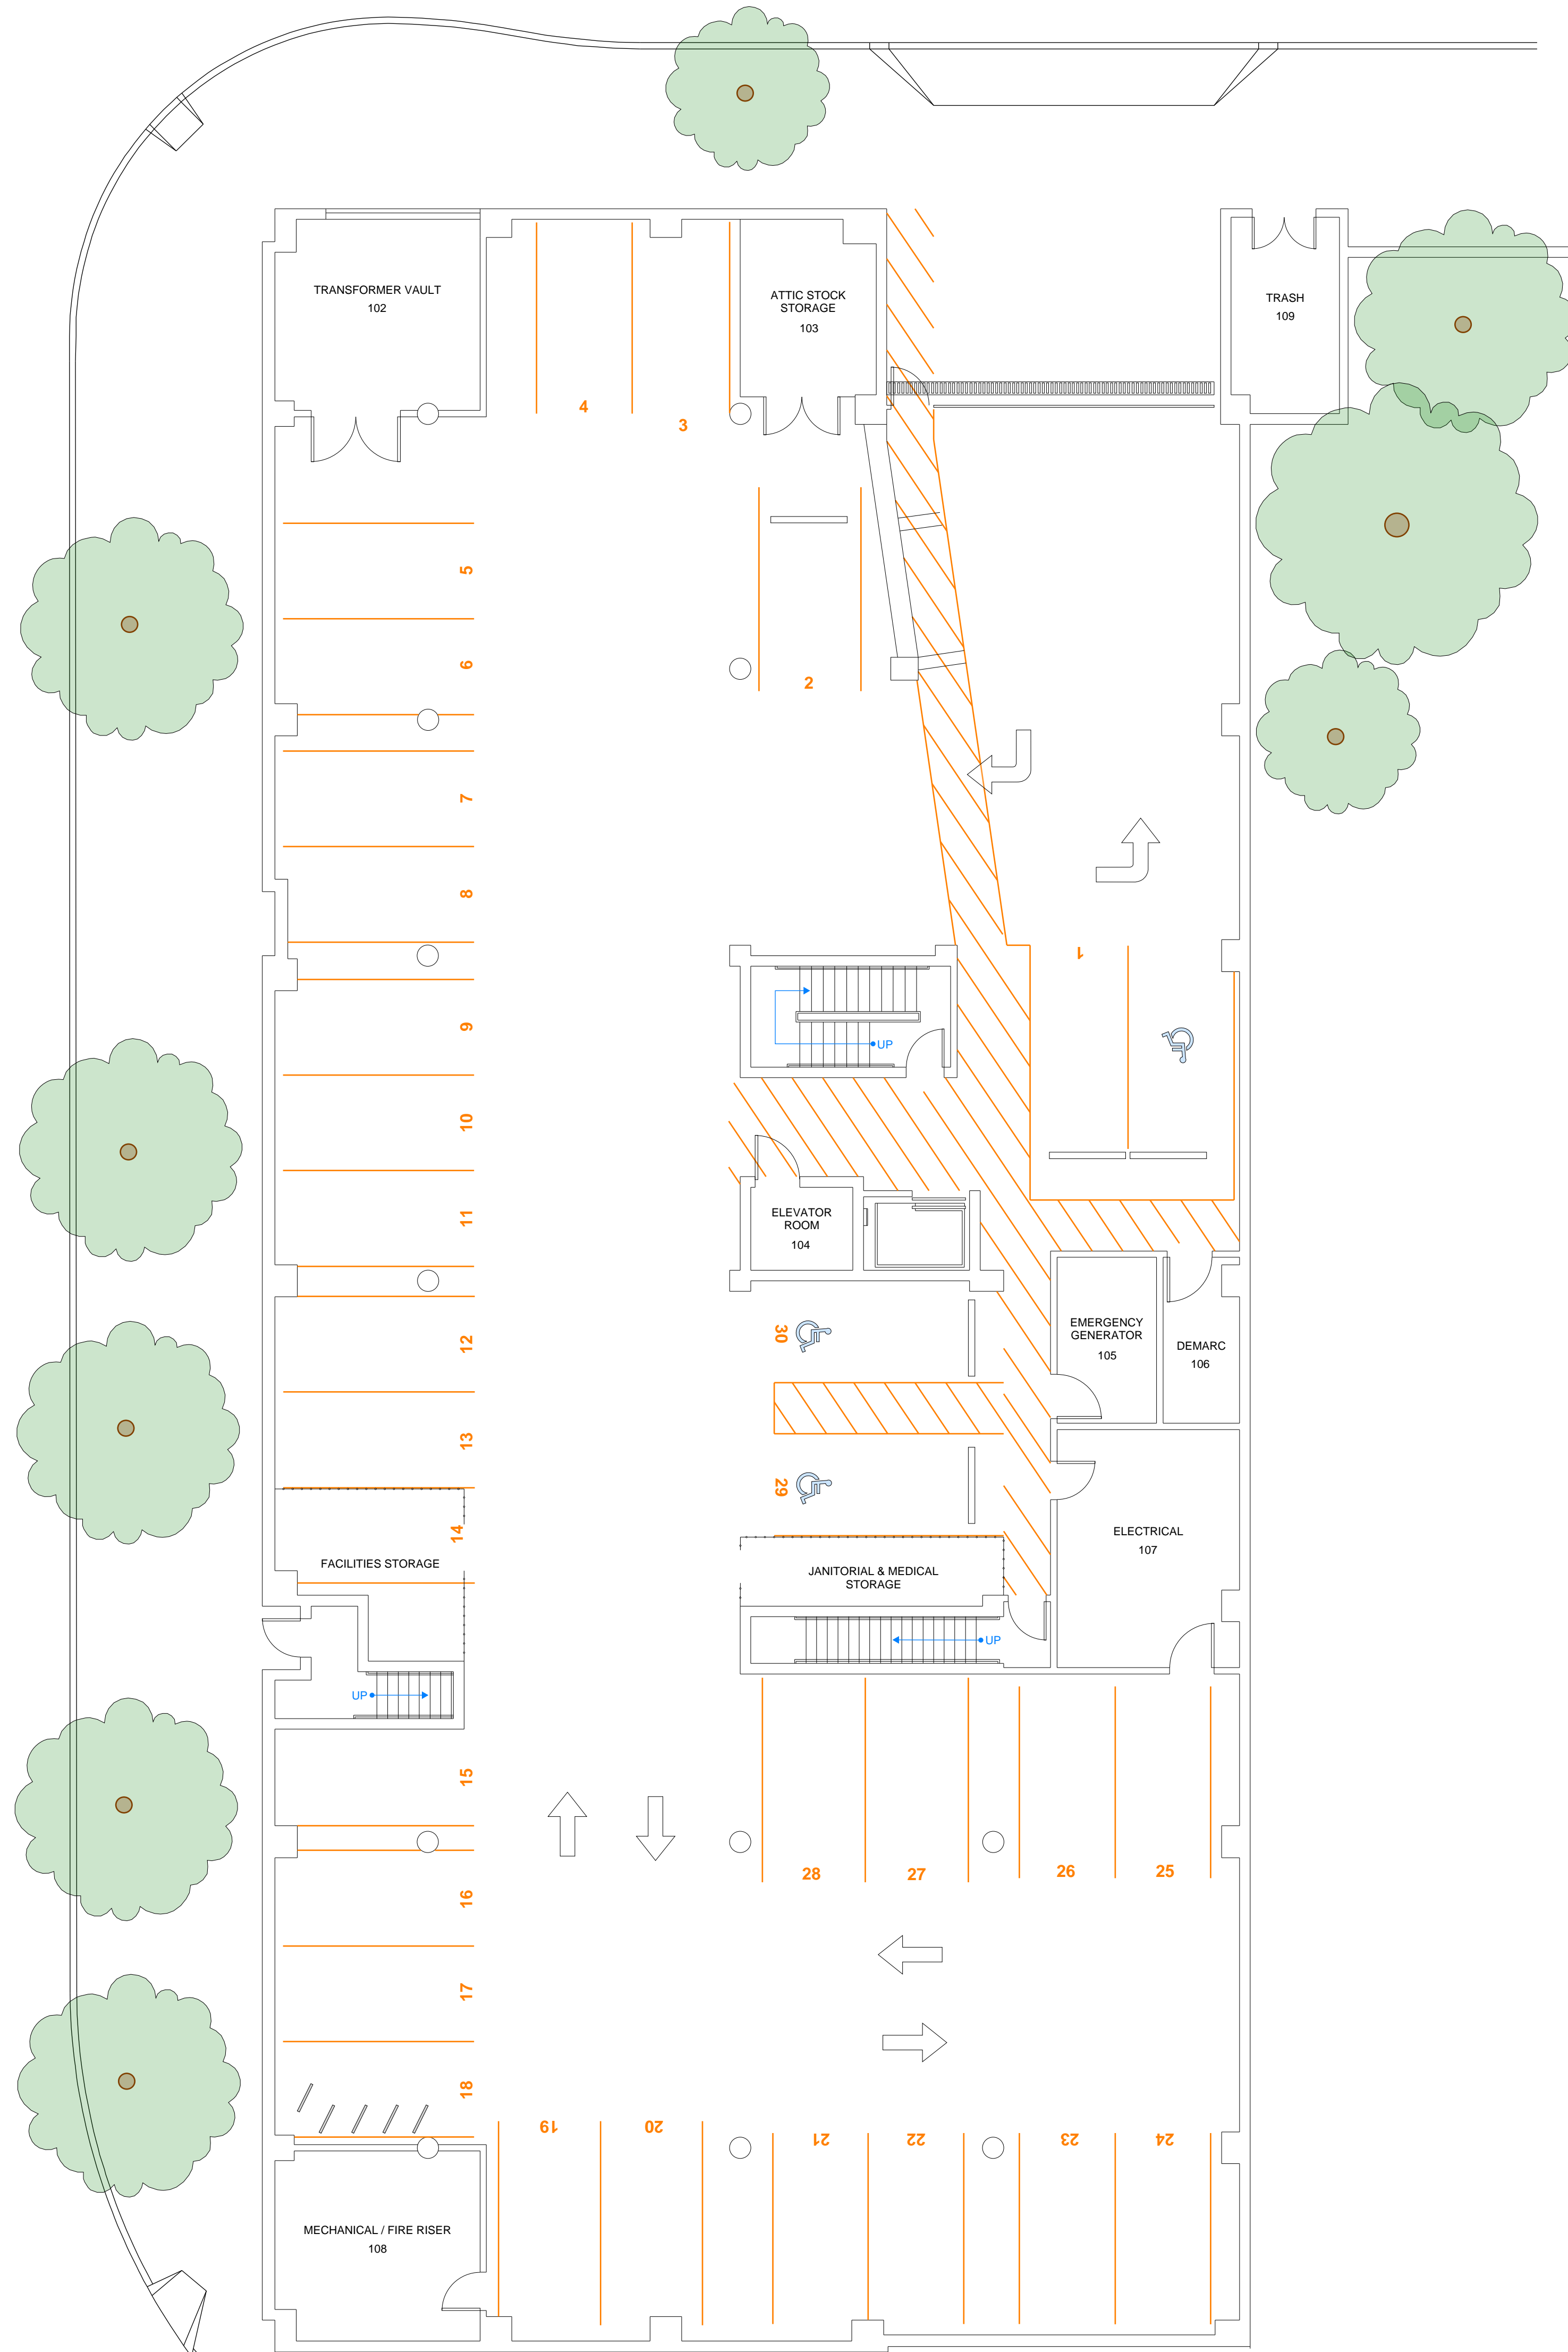 TRANSFORMER VAULT
102
ATTIC STOCK
STORAGE
103
TRASH
109
4
3
5
6
2
7
8
1
9
UP
10
11
ELEVATOR
ROOM
104
12
30
EMERGENCY
GENERATOR
105
DEMARC
106
13
29
14
FACILITIES STORAGE
JANITORIAL & MEDICAL
STORAGE
ELECTRICAL
107
UP
UP
15
28
27
26
25
16
17
18
19
20
21
22
23
24
MECHANICAL / FIRE RISER
108